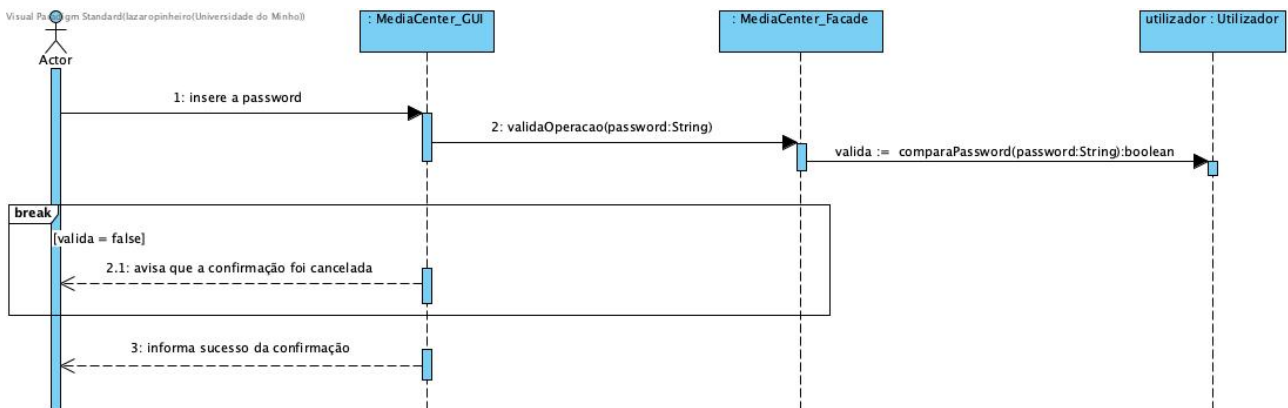 Visual Paradigm Standard(lazaropinheiro(Universidade do Minho))
: MediaCenter_GUI
: MediaCenter_Facade
utilizador : Utilizador
Actor
1: insere a password
2: validaOperacao(password:String)
valida := comparaPassword(password:String):boolean
break
[valida = false]
2.1: avisa que a confirmação foi cancelada
3: informa sucesso da confirmação